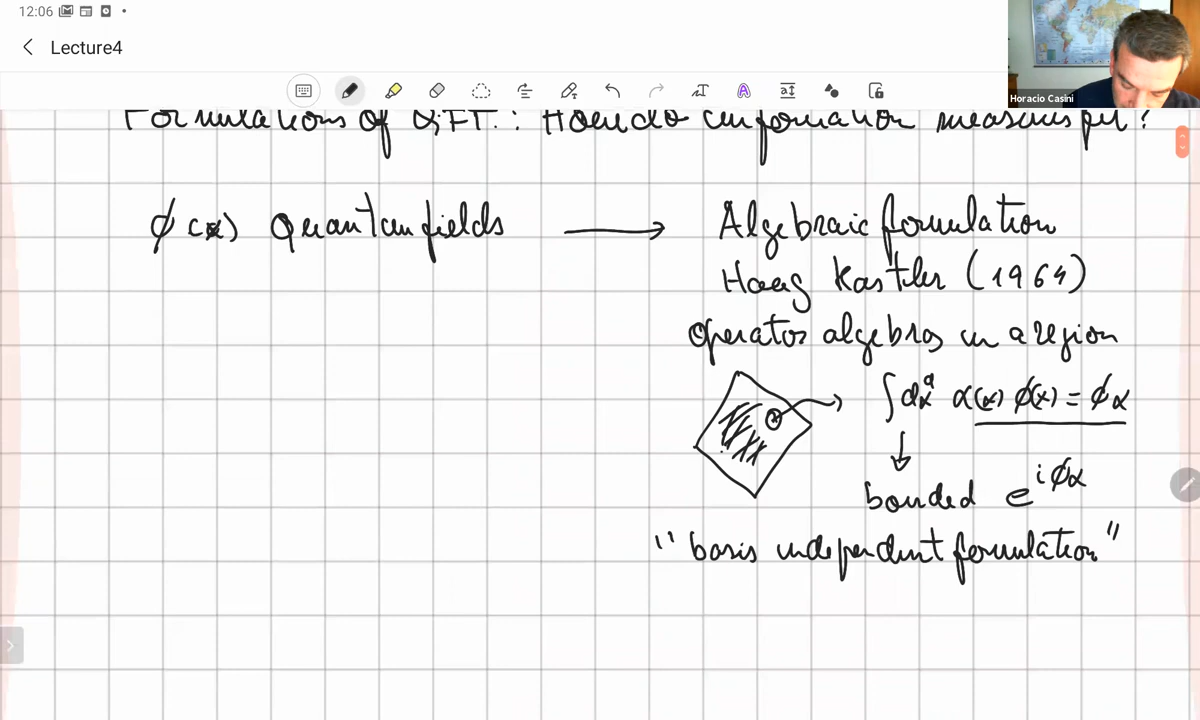 12:06
Lecture4
Horacio Casini
Formulations of QFT: How do information measures fit?
ϕ(x) Quantum fields → Algebraic formulation
Haag Kastler (1964)
operator algebras in a region
∫ dx^d α(x) ϕ(x) = ϕ_α
bounded e^{iϕ_α}
"basis independent formulation"